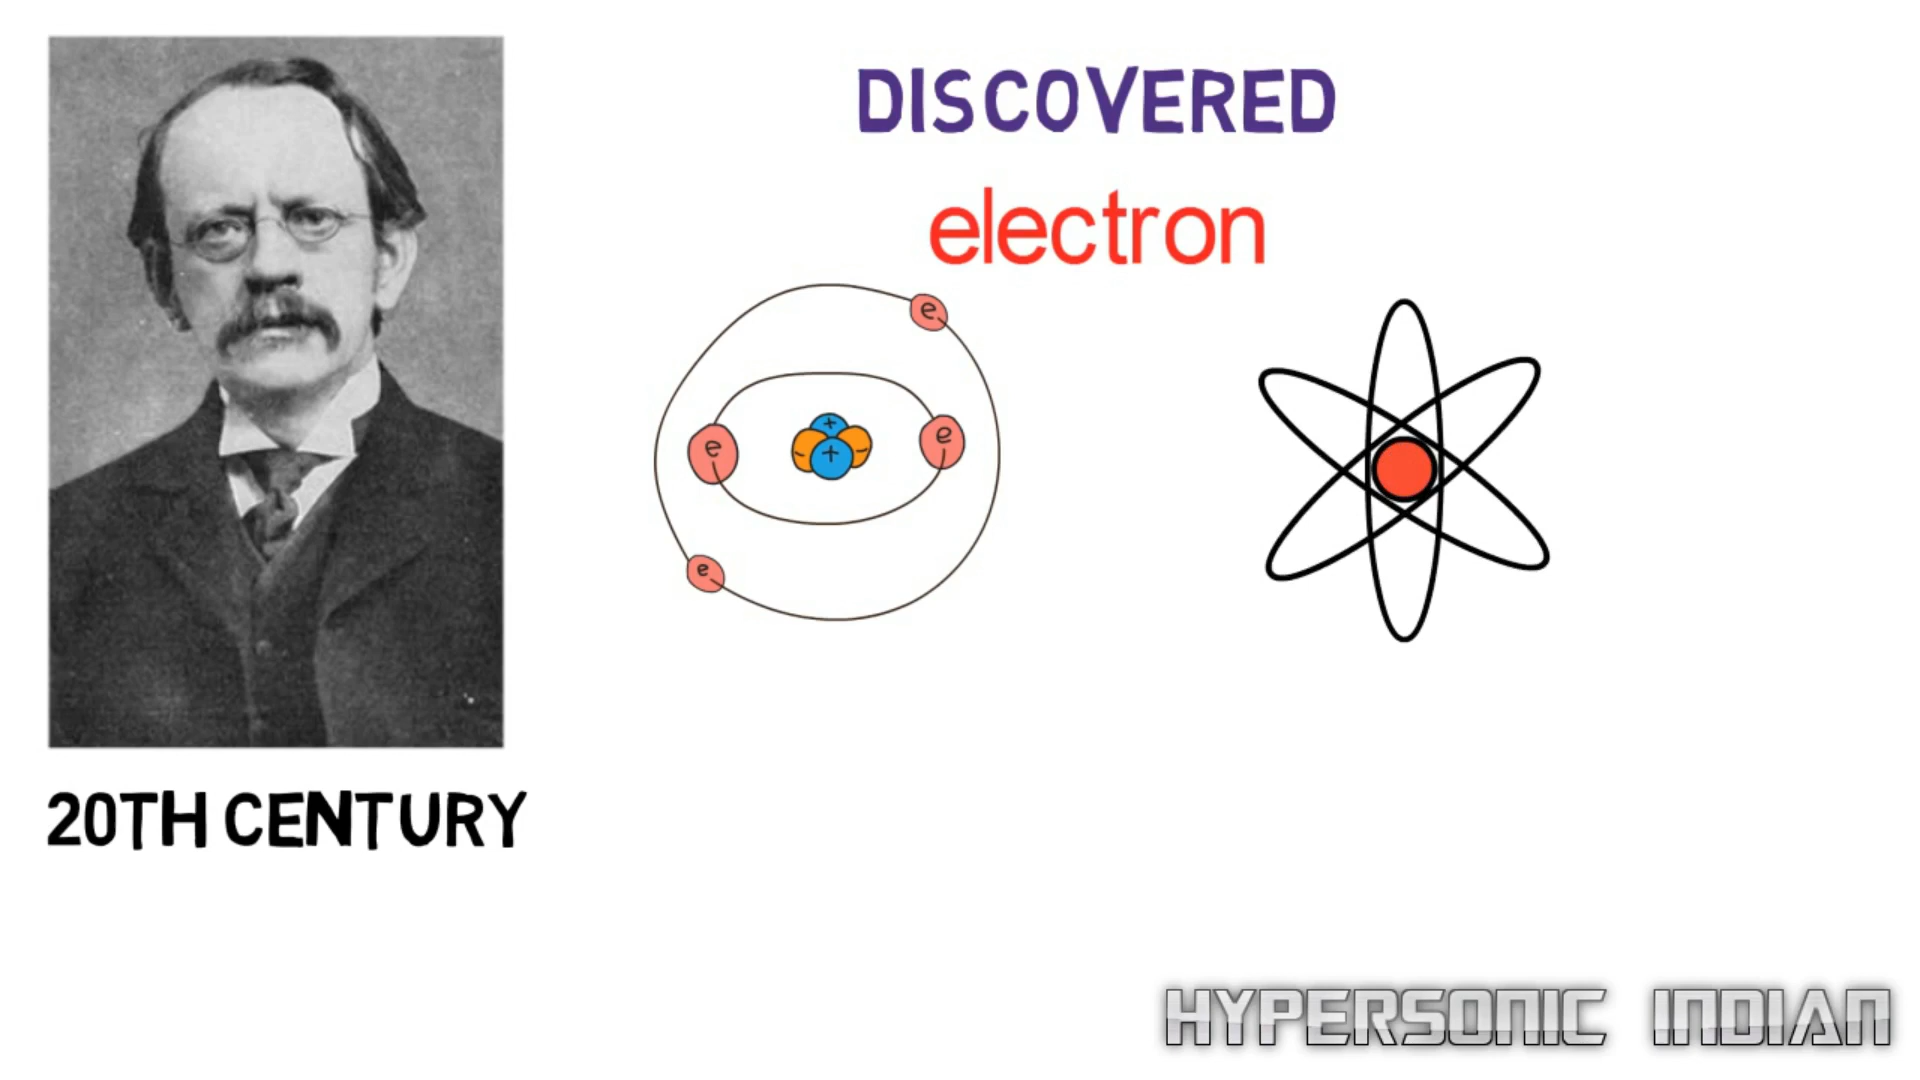 DISCOVERED
electron
e
e
e
+
+
-
-
e
20TH CENTURY
HYPERSONIC INDIAN